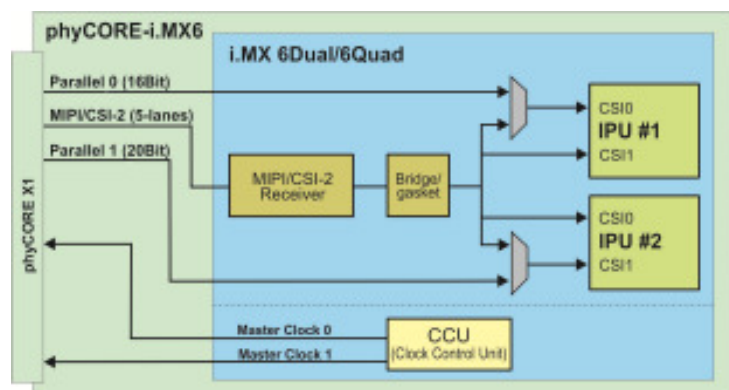 phyCORE-i.MX6
i.MX 6Dual/6Quad
Parallel 0 (16Bit)
MIPI/CSI-2 (5-lanes)
Parallel 1 (20Bit)
phyCORE X1
MIPI/CSI-2
Receiver
Bridge/
gasket
CSI0
IPU #1
CSI1
CSI0
IPU #2
CSI1
Master Clock 0
Master Clock 1
CCU
(Clock Control Unit)